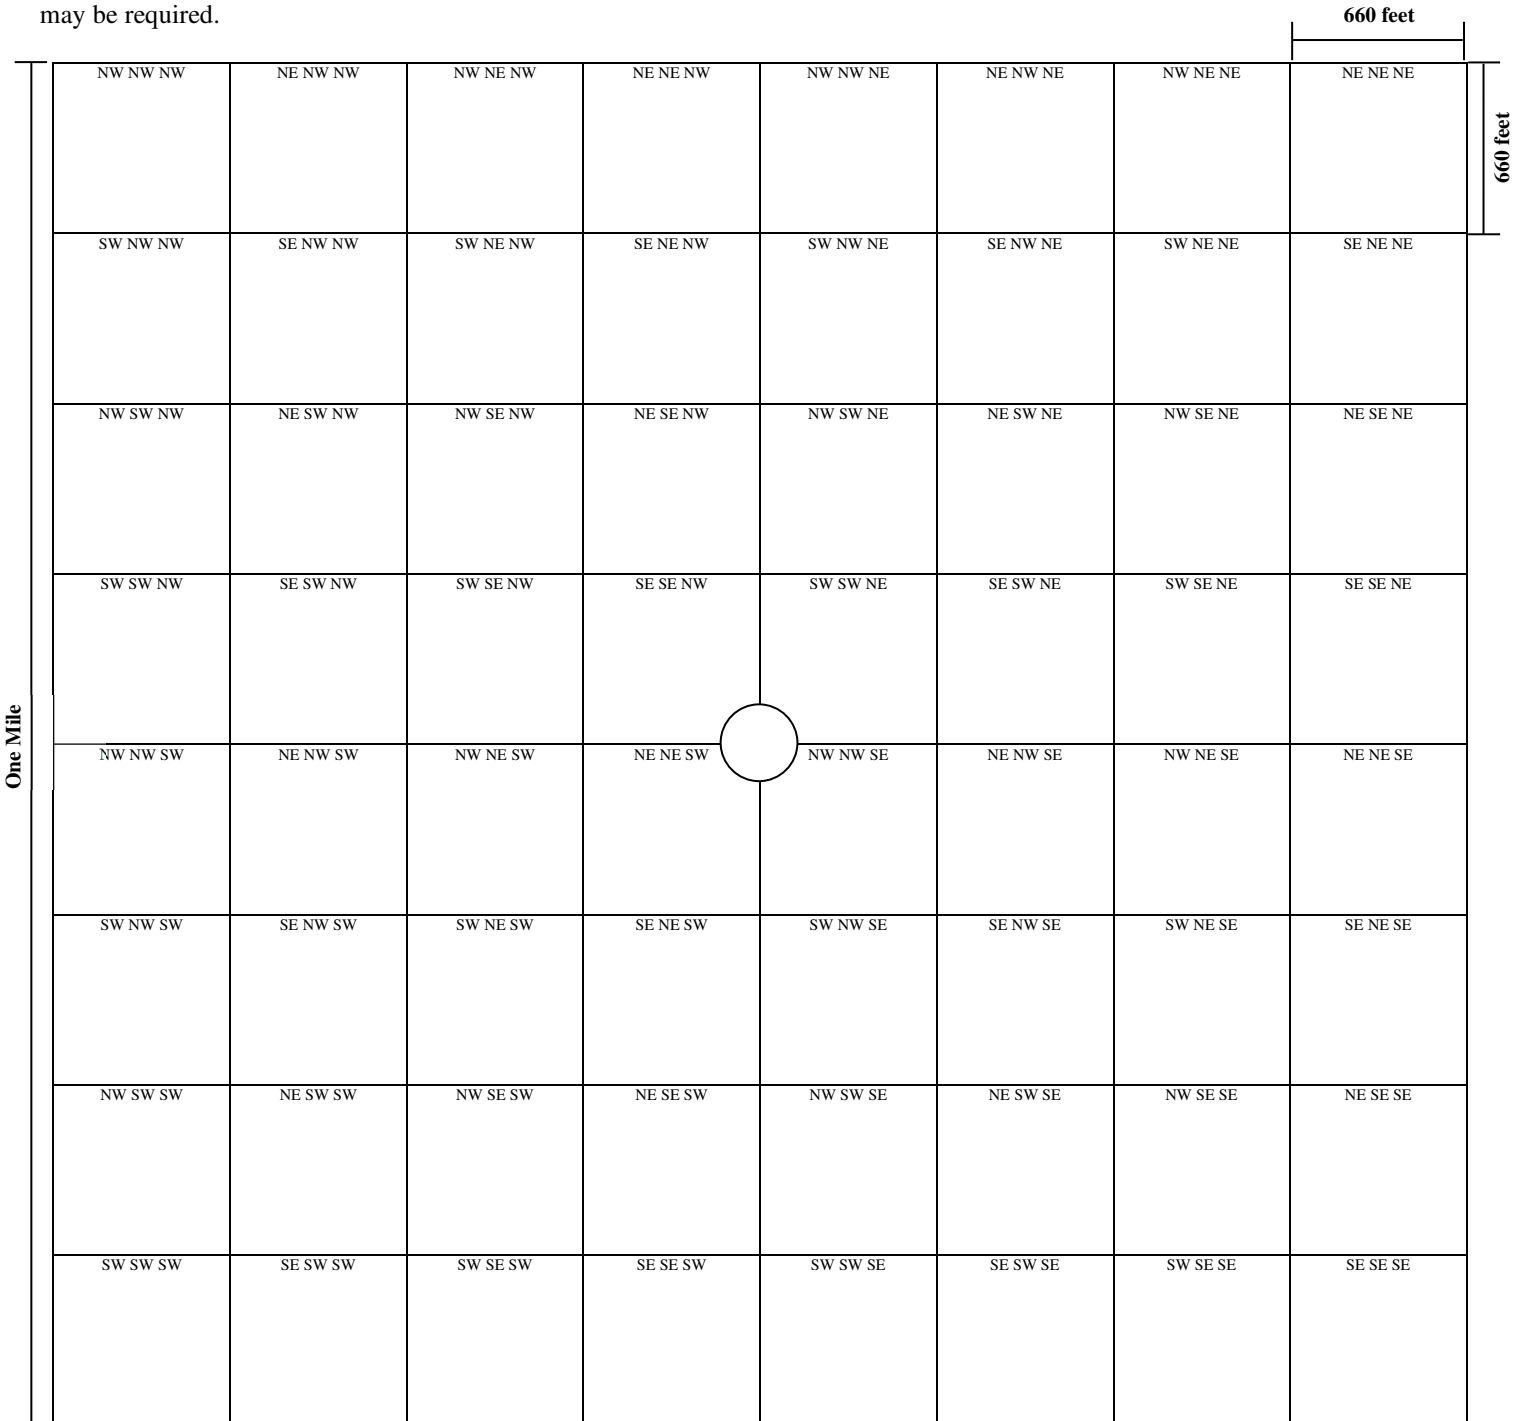 may be required.
660 feet
NW NW NW NE NW NW NW NE NW NE NE NW NW NW NE NE NW NE NW NE NE NE NE NE
660 feet
SW NW NW SE NW NW SW NE NW SE NE NW SW NW NE SE NW NE SW NE NE SE NE NE
NW SW NW NE SW NW NW SE NW NE SE NW NW SW NE NE SW NE NW SE NE NE SE NE
SW SW NW SE SW NW SW SE NW SE SE NW SW SW NE SE SW NE SW SE NE SE SE NE
One Mile
NW NW SW NE NW SW NW NE SW NE NE SW NW NW SE NE NW SE NW NE SE NE NE SE
SW NW SW SE NW SW SW NE SW SE NE SW SW NW SE SE NW SE SW NE SE SE NE SE
NW SW SW NE SW SW NW SE SW NE SE SW NW SW SE NE SW SE NW SE SE NE SE SE
SW SW SW SE SW SW SW SE SW SE SE SW SW SW SE SE SW SE SW SE SE SE SE SE